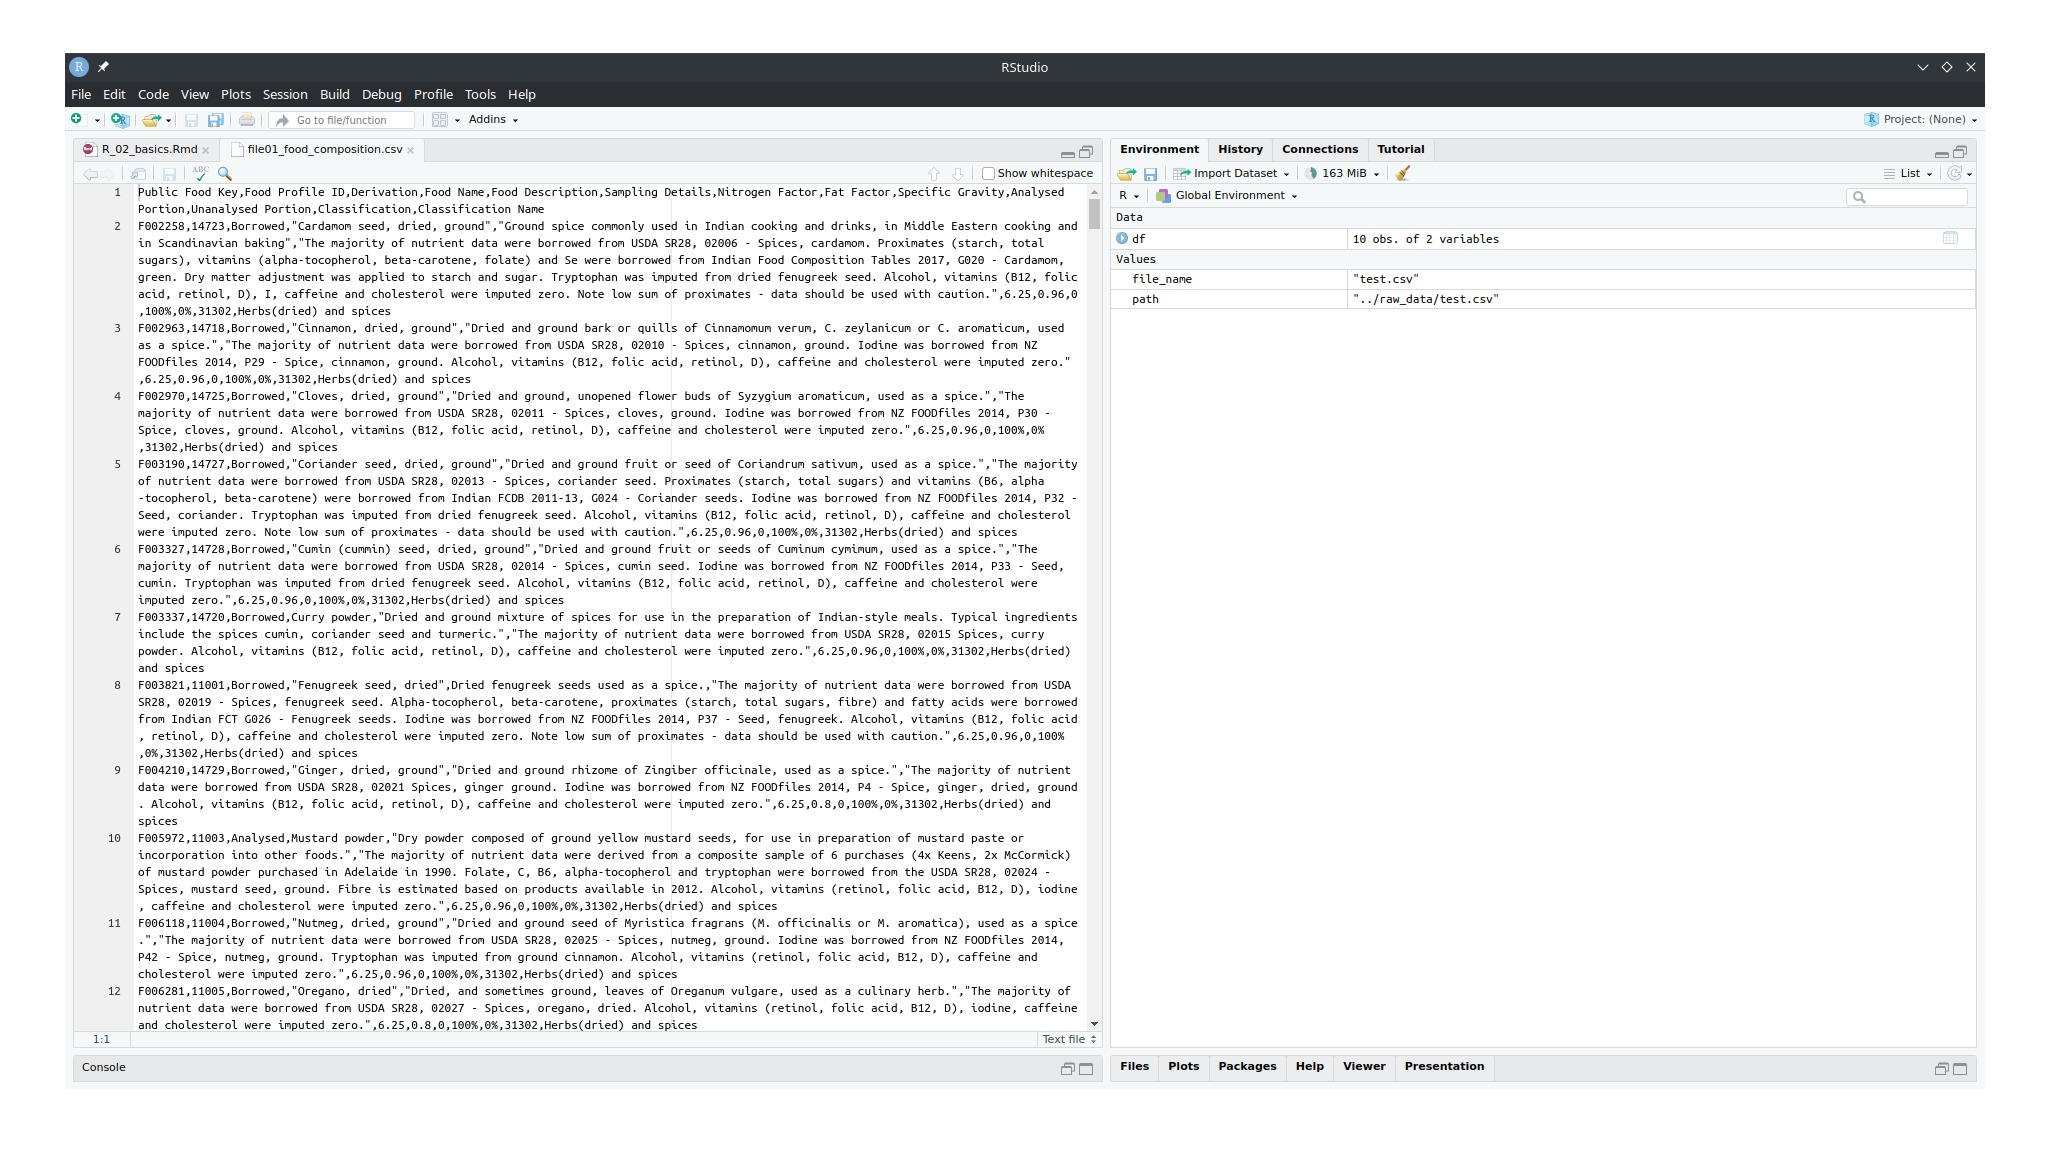 RStudio
File Edit Code View Plots Session Build Debug Profile Tools Help
Go to file/function Addins Project: (None)
R_02_basics.Rmd file01_food_composition.csv
ABC Show whitespace
1 Public Food Key,Food Profile ID,Derivation,Food Name,Food Description,Sampling Details,Nitrogen Factor,Fat Factor,Specific Gravity,Analysed
Portion,Unanalysed Portion,Classification,Classification Name
2 F002258,14723,Borrowed,"Cardamom seed, dried, ground","Ground spice commonly used in Indian cooking and drinks, in Middle Eastern cooking and
in Scandinavian baking","The majority of nutrient data were borrowed from USDA SR28, 02006 - Spices, cardamom. Proximates (starch, total
sugars), vitamins (alpha-tocopherol, beta-carotene, folate) and Se were borrowed from Indian Food Composition Tables 2017, G020 - Cardamom,
green. Dry matter adjustment was applied to starch and sugar. Tryptophan was imputed from dried fenugreek seed. Alcohol, vitamins (B12, folic
acid, retinol, D), I, caffeine and cholesterol were imputed zero. Note low sum of proximates - data should be used with caution.",6.25,0.96,0
,100%,0%,31302,Herbs(dried) and spices
3 F002963,14718,Borrowed,"Cinnamon, dried, ground","Dried and ground bark or quills of Cinnamomum verum, C. zeylanicum or C. aromaticum, used
as a spice.","The majority of nutrient data were borrowed from USDA SR28, 02010 - Spices, cinnamon, ground. Iodine was borrowed from NZ
FOODfiles 2014, P29 - Spice, cinnamon, ground. Alcohol, vitamins (B12, folic acid, retinol, D), caffeine and cholesterol were imputed zero."
,6.25,0.96,0,100%,0%,31302,Herbs(dried) and spices
4 F002970,14725,Borrowed,"Cloves, dried, ground","Dried and ground, unopened flower buds of Syzygium aromaticum, used as a spice.","The
majority of nutrient data were borrowed from USDA SR28, 02011 - Spices, cloves, ground. Iodine was borrowed from NZ FOODfiles 2014, P30 -
Spice, cloves, ground. Alcohol, vitamins (B12, folic acid, retinol, D), caffeine and cholesterol were imputed zero.",6.25,0.96,0,100%,0%
,31302,Herbs(dried) and spices
5 F003190,14727,Borrowed,"Coriander seed, dried, ground","Dried and ground fruit or seed of Coriandrum sativum, used as a spice.","The majority
of nutrient data were borrowed from USDA SR28, 02013 - Spices, coriander seed. Proximates (starch, total sugars) and vitamins (B6, alpha
-tocopherol, beta-carotene) were borrowed from Indian FCDB 2011-13, G024 - Coriander seeds. Iodine was borrowed from NZ FOODfiles 2014, P32 -
Seed, coriander. Tryptophan was imputed from dried fenugreek seed. Alcohol, vitamins (B12, folic acid, retinol, D), caffeine and cholesterol
were imputed zero. Note low sum of proximates - data should be used with caution.",6.25,0.96,0,100%,0%,31302,Herbs(dried) and spices
6 F003327,14728,Borrowed,"Cumin (cummin) seed, dried, ground","Dried and ground fruit or seeds of Cuminum cymimum, used as a spice.","The
majority of nutrient data were borrowed from USDA SR28, 02014 - Spices, cumin seed. Iodine was borrowed from NZ FOODfiles 2014, P33 - Seed,
cumin. Tryptophan was imputed from dried fenugreek seed. Alcohol, vitamins (B12, folic acid, retinol, D), caffeine and cholesterol were
imputed zero.",6.25,0.96,0,100%,0%,31302,Herbs(dried) and spices
7 F003337,14720,Borrowed,Curry powder,"Dried and ground mixture of spices for use in the preparation of Indian-style meals. Typical ingredients
include the spices cumin, coriander seed and turmeric.","The majority of nutrient data were borrowed from USDA SR28, 02015 Spices, curry
powder. Alcohol, vitamins (B12, folic acid, retinol, D), caffeine and cholesterol were imputed zero.",6.25,0.96,0,100%,0%,31302,Herbs(dried)
and spices
8 F003821,11001,Borrowed,"Fenugreek seed, dried",Dried fenugreek seeds used as a spice.,"The majority of nutrient data were borrowed from USDA
SR28, 02019 - Spices, fenugreek seed. Alpha-tocopherol, beta-carotene, proximates (starch, total sugars, fibre) and fatty acids were borrowed
from Indian FCT G026 - Fenugreek seeds. Iodine was borrowed from NZ FOODfiles 2014, P37 - Seed, fenugreek. Alcohol, vitamins (B12, folic acid
, retinol, D), caffeine and cholesterol were imputed zero. Note low sum of proximates - data should be used with caution.",6.25,0.96,0,100%
,0%,31302,Herbs(dried) and spices
9 F004210,14729,Borrowed,"Ginger, dried, ground","Dried and ground rhizome of Zingiber officinale, used as a spice.","The majority of nutrient
data were borrowed from USDA SR28, 02021 Spices, ginger ground. Iodine was borrowed from NZ FOODfiles 2014, P4 - Spice, ginger, dried, ground
. Alcohol, vitamins (B12, folic acid, retinol, D), caffeine and cholesterol were imputed zero.",6.25,0.8,0,100%,0%,31302,Herbs(dried) and
spices
10 F005972,11003,Analysed,Mustard powder,"Dry powder composed of ground yellow mustard seeds, for use in preparation of mustard paste or
incorporation into other foods.","The majority of nutrient data were derived from a composite sample of 6 purchases (4x Keens, 2x McCormick)
of mustard powder purchased in Adelaide in 1990. Folate, C, B6, alpha-tocopherol and tryptophan were borrowed from the USDA SR28, 02024 -
Spices, mustard seed, ground. Fibre is estimated based on products available in 2012. Alcohol, vitamins (retinol, folic acid, B12, D), iodine
, caffeine and cholesterol were imputed zero.",6.25,0.96,0,100%,0%,31302,Herbs(dried) and spices
11 F006118,11004,Borrowed,"Nutmeg, dried, ground","Dried and ground seed of Myristica fragrans (M. officinalis or M. aromatica), used as a spice
.","The majority of nutrient data were borrowed from USDA SR28, 02025 - Spices, nutmeg, ground. Iodine was borrowed from NZ FOODfiles 2014,
P42 - Spice, nutmeg, ground. Tryptophan was imputed from ground cinnamon. Alcohol, vitamins (retinol, folic acid, B12, D), caffeine and
cholesterol were imputed zero.",6.25,0.96,0,100%,0%,31302,Herbs(dried) and spices
12 F006281,11005,Borrowed,"Oregano, dried","Dried, and sometimes ground, leaves of Oreganum vulgare, used as a culinary herb.","The majority of
nutrient data were borrowed from USDA SR28, 02027 - Spices, oregano, dried. Alcohol, vitamins (retinol, folic acid, B12, D), iodine, caffeine
and cholesterol were imputed zero.",6.25,0.8,0,100%,0%,31302,Herbs(dried) and spices
1:1 Text file
Console
Environment History Connections Tutorial
Import Dataset 163 MiB List
R Global Environment
Data
df 10 obs. of 2 variables
Values
file_name "test.csv"
path "../raw_data/test.csv"
Files Plots Packages Help Viewer Presentation